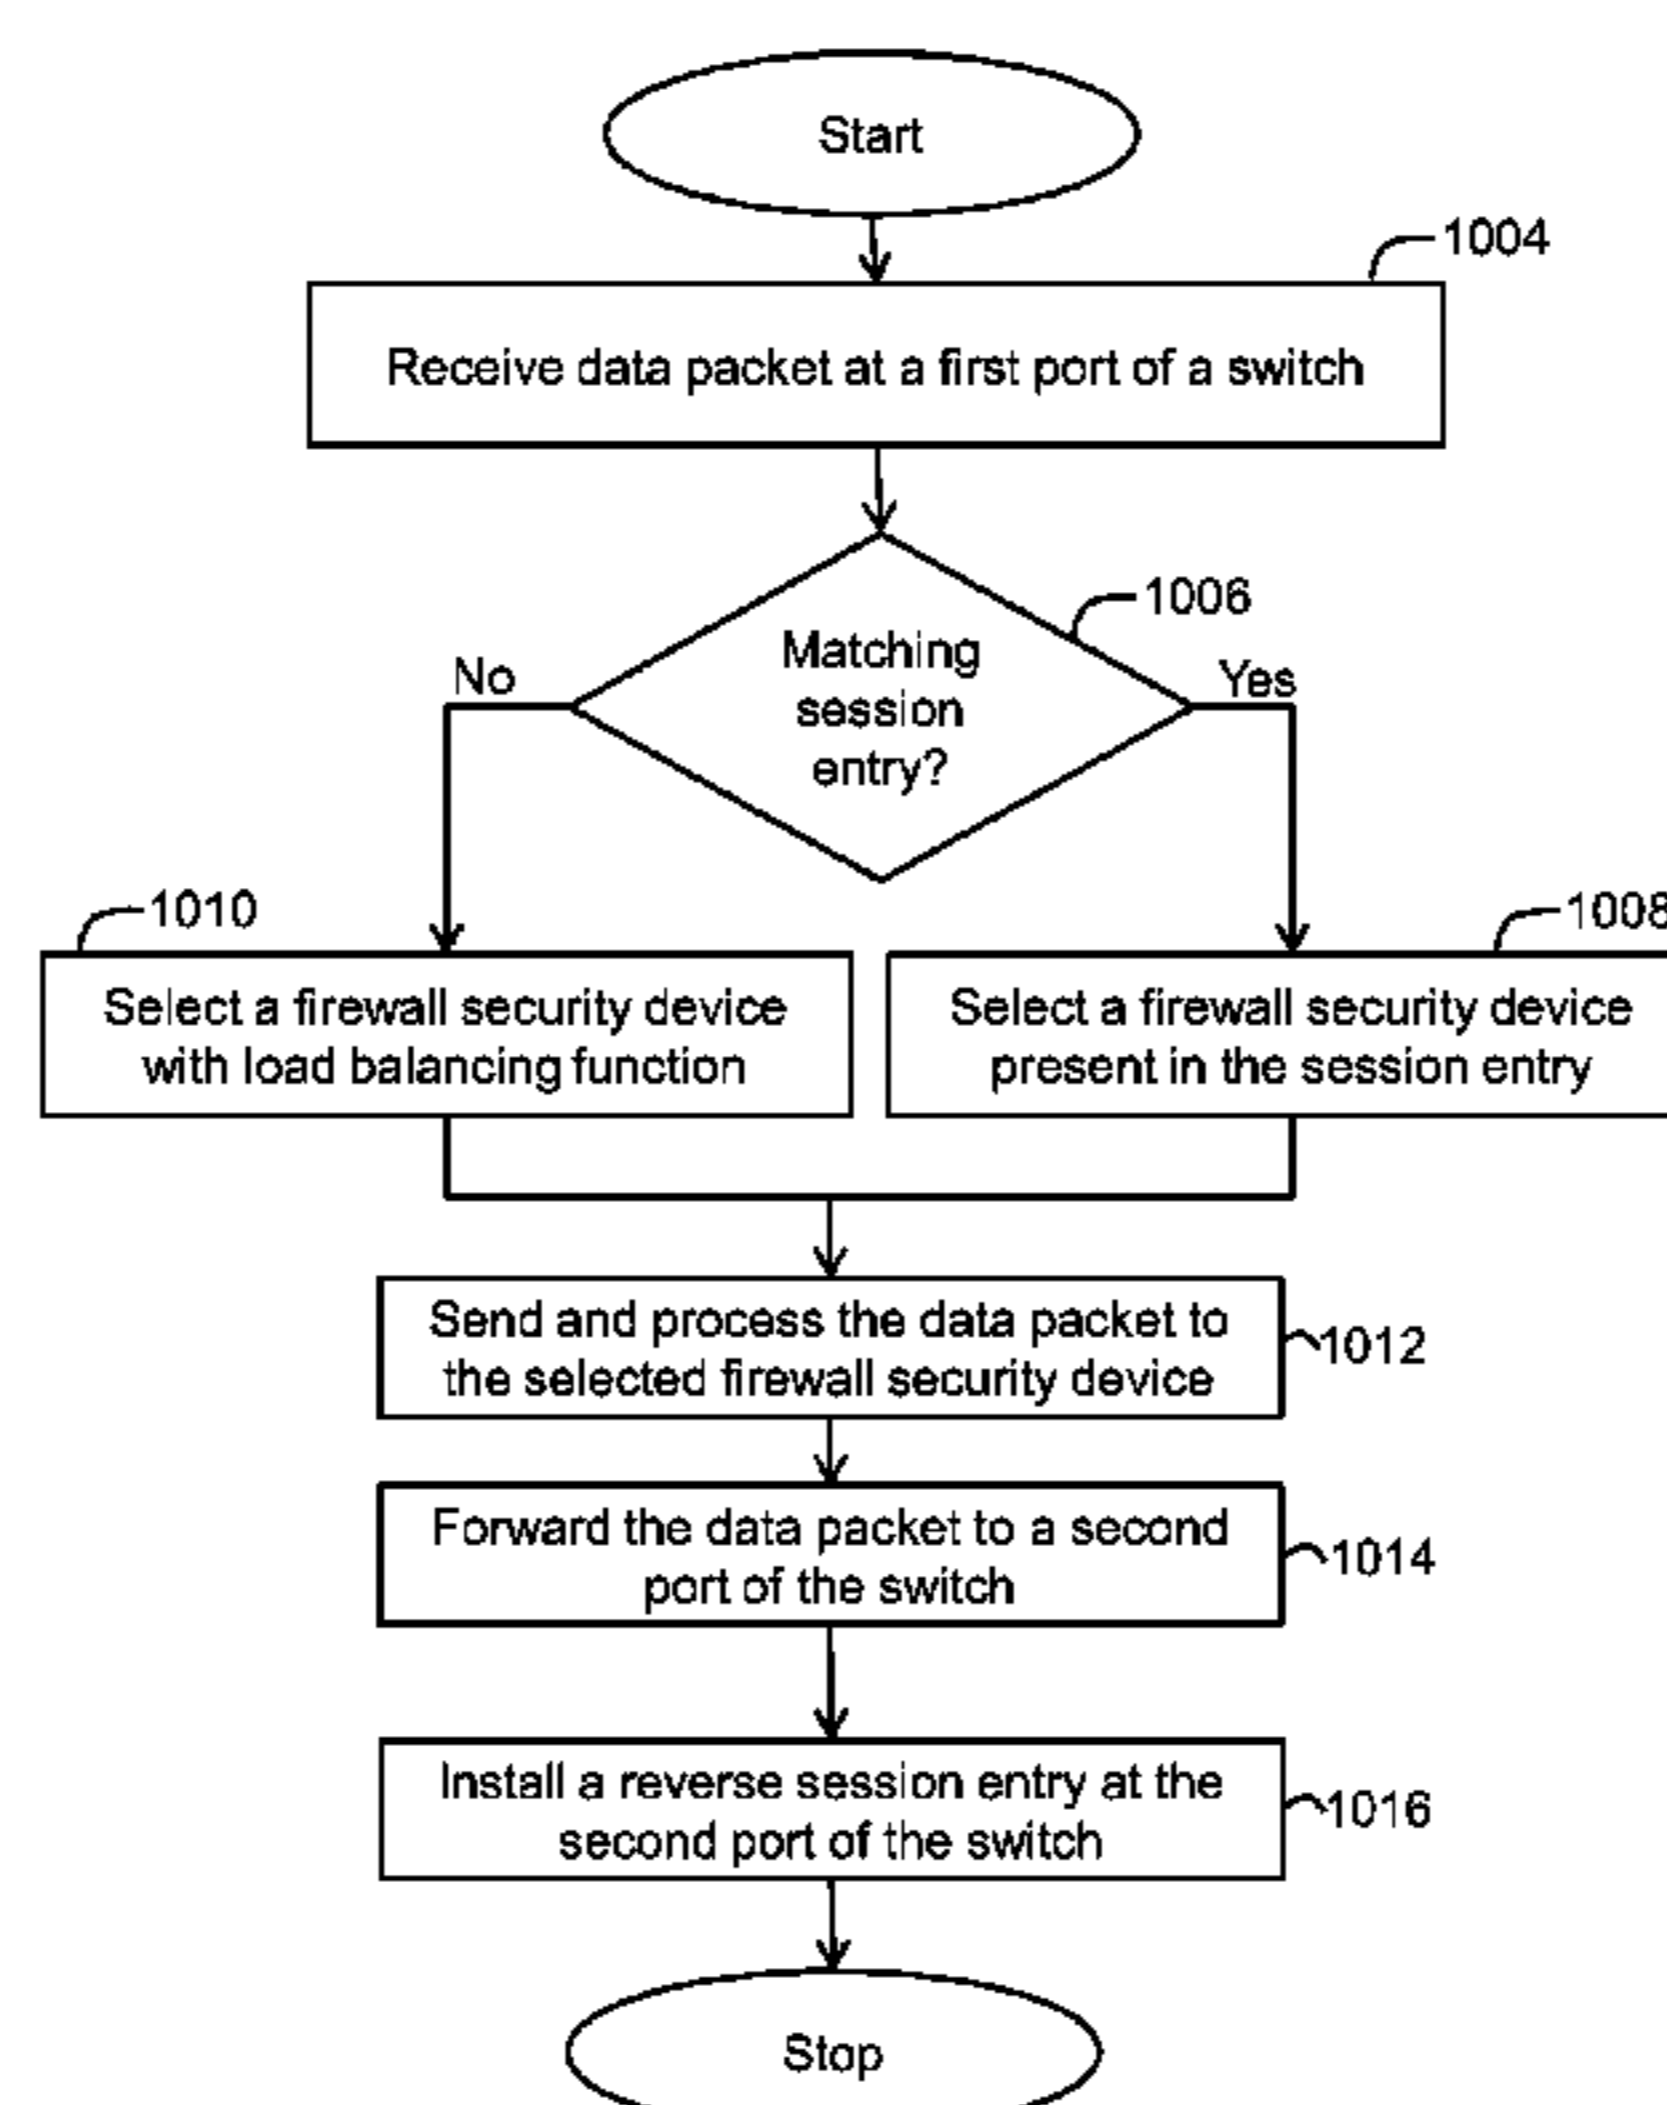 Start
1004
Receive data packet at a first port of a switch
1006
Matching
session
entry?
No
Yes
1010
Select a firewall security device
with load balancing function
1008
Select a firewall security device
present in the session entry
Send and process the data packet to
the selected firewall security device
1012
Forward the data packet to a second
port of the switch
1014
Install a reverse session entry at the
second port of the switch
1016
Stop